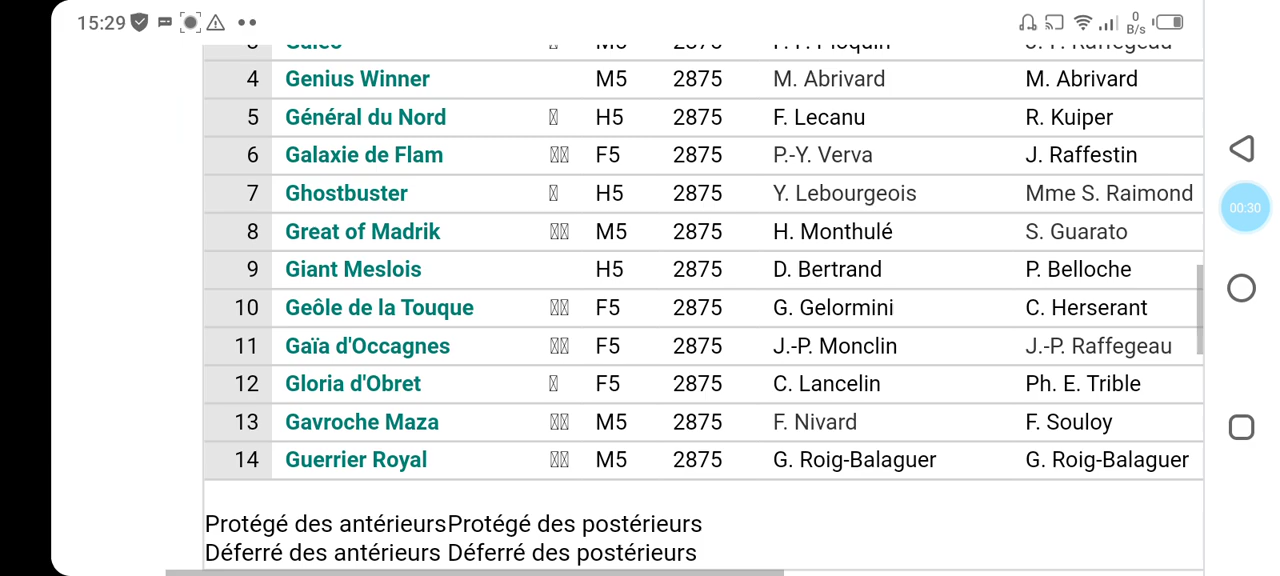 15:29 0 B/s
4 Genius Winner M5 2875 M. Abrivard M. Abrivard
5 Général du Nord H5 2875 F. Lecanu R. Kuiper
6 Galaxie de Flam F5 2875 P.-Y. Verva J. Raffestin
7 Ghostbuster H5 2875 Y. Lebourgeois Mme S. Raimond
00:30
8 Great of Madrik M5 2875 H. Monthulé S. Guarato
9 Giant Meslois H5 2875 D. Bertrand P. Belloche
10 Geôle de la Touque F5 2875 G. Gelormini C. Herserant
11 Gaïa d'Occagnes F5 2875 J.-P. Monclin J.-P. Raffegeau
12 Gloria d'Obret F5 2875 C. Lancelin Ph. E. Trible
13 Gavroche Maza M5 2875 F. Nivard F. Souloy
14 Guerrier Royal M5 2875 G. Roig-Balaguer G. Roig-Balaguer
Protégé des antérieursProtégé des postérieurs
Déferré des antérieurs Déferré des postérieurs